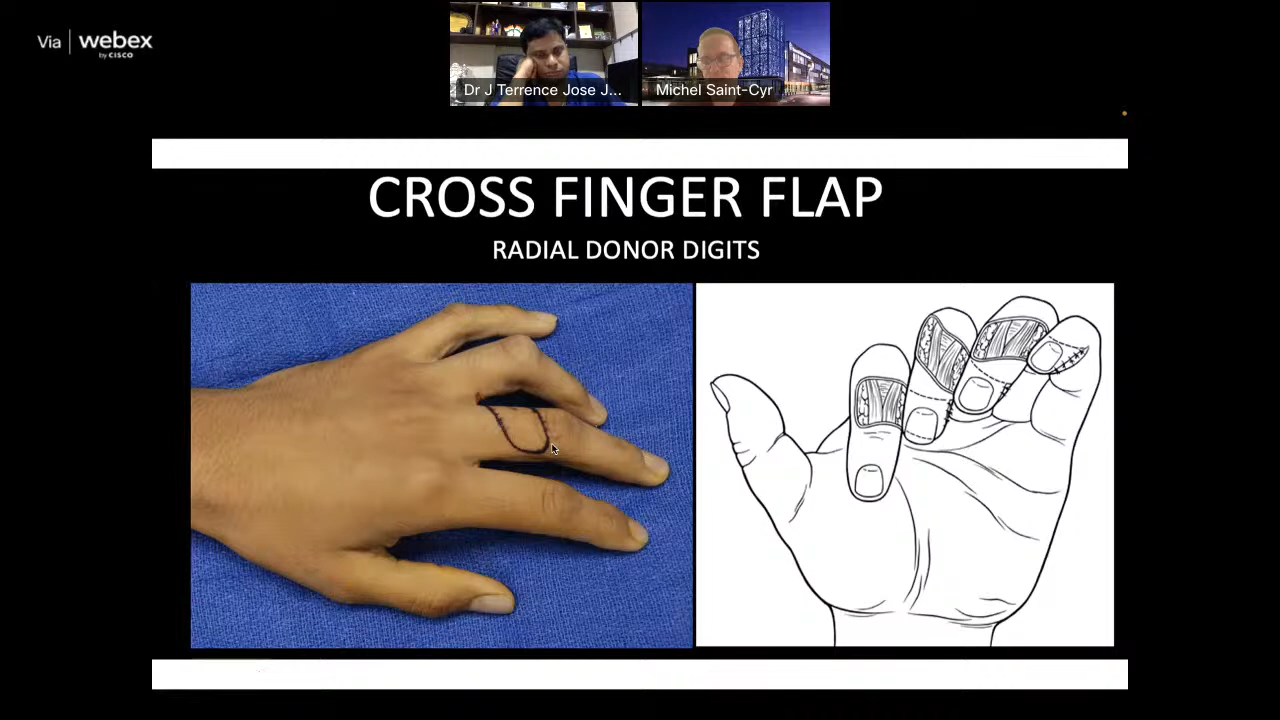 Via | webex
by CISCO
Dr J Terrence Jose J...
Michel Saint-Cyr
CROSS FINGER FLAP
RADIAL DONOR DIGITS